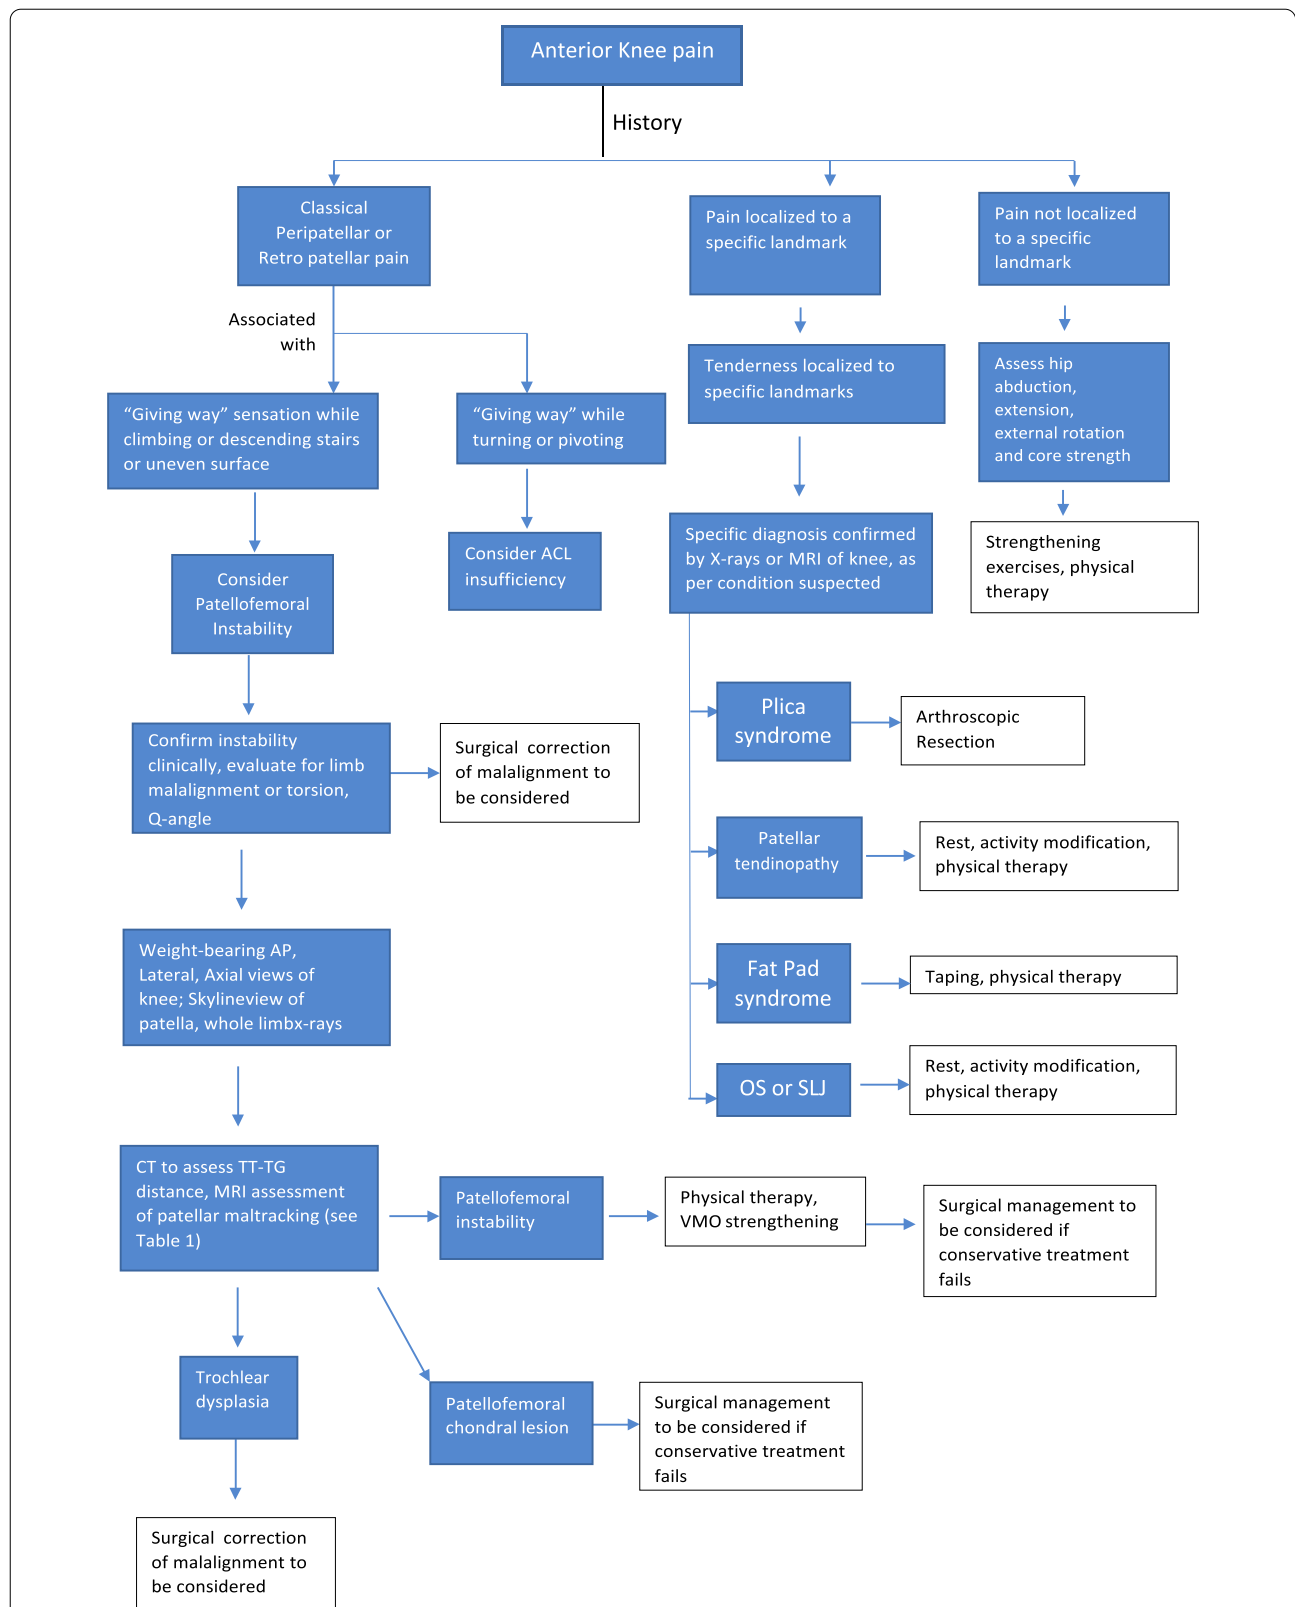 Anterior Knee pain
History
Classical
Peripatellar or
Retro patellar pain
Pain localized to a
specific landmark
Pain not localized
to a specific
landmark
Associated
with
Tenderness localized to
specific landmarks
Assess hip
abduction,
extension,
external rotation
and core strength
“Giving way” sensation while
climbing or descending stairs
or uneven surface
“Giving way” while
turning or pivoting
Specific diagnosis confirmed
by X-rays or MRI of knee, as
per condition suspected
Strengthening
exercises, physical
therapy
Consider ACL
insufficiency
Consider
Patellofemoral
Instability
Plica
syndrome
Arthroscopic
Resection
Confirm instability
clinically, evaluate for limb
malalignment or torsion,
Q-angle
Surgical correction
of malalignment to
be considered
Patellar
tendinopathy
Rest, activity modification,
physical therapy
Weight-bearing AP,
Lateral, Axial views of
knee; Skylineview of
patella, whole limbx-rays
Fat Pad
syndrome
Taping, physical therapy
OS or SLJ
Rest, activity modification,
physical therapy
CT to assess TT-TG
distance, MRI assessment
of patellar maltracking (see
Table 1)
Patellofemoral
instability
Physical therapy,
VMO strengthening
Surgical management to
be considered if
conservative treatment
fails
Trochlear
dysplasia
Patellofemoral
chondral lesion
Surgical management
to be considered if
conservative treatment
fails
Surgical correction
of malalignment to
be considered